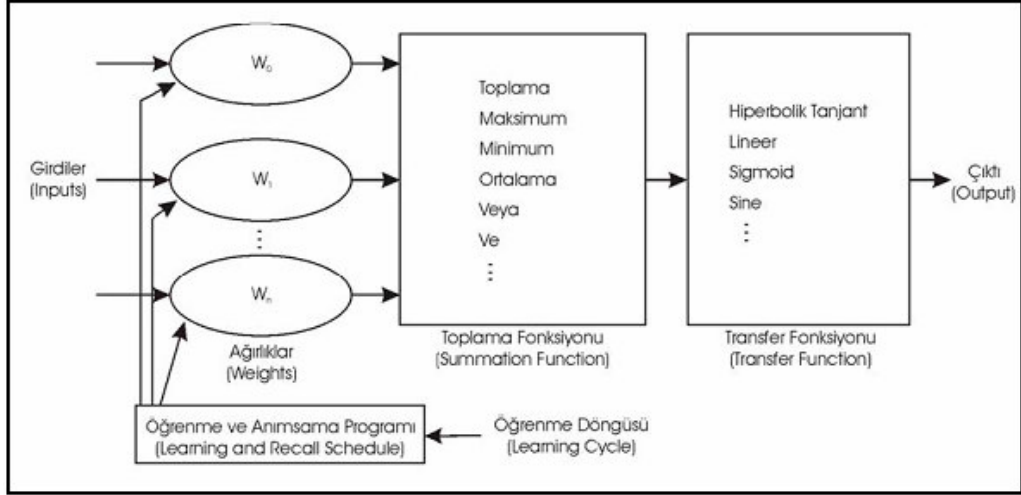 Girdiler
(Inputs)
W₀
W₁
⋮
Wₙ
Ağırlıklar
(Weights)
Toplama
Maksimum
Minimum
Ortalama
Veya
Ve
⋮
Toplama Fonksiyonu
(Summation Function)
Hiperbolik Tanjant
Lineer
Sigmoid
Sine
⋮
Transfer Fonksiyonu
(Transfer Function)
Çıktı
(Output)
Öğrenme ve Anımsama Programı
(Learning and Recall Schedule)
Öğrenme Döngüsü
(Learning Cycle)